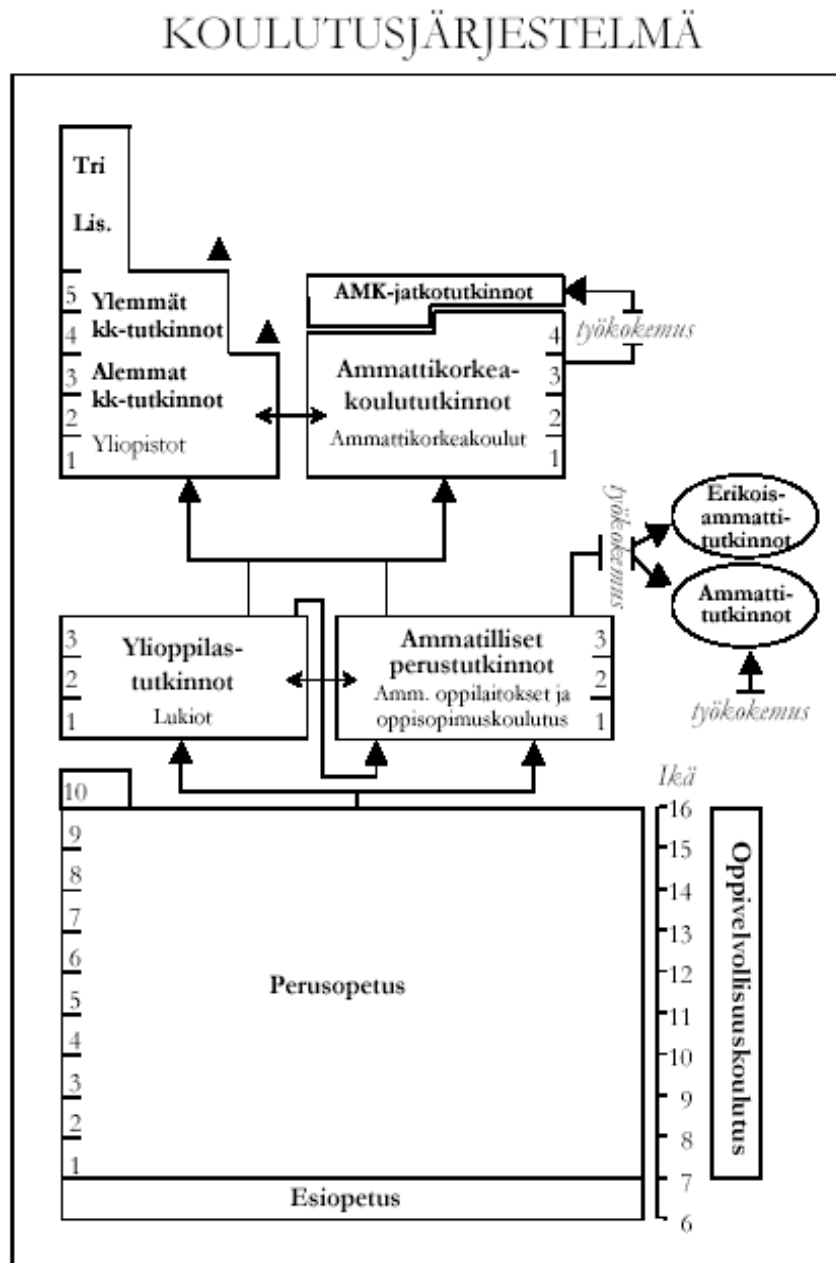 KOULUTUSJÄRJESTELMÄ
Tri
Lis.
5
4
3
2
1
Ylemmät
kk-tutkinnot
Alemmat
kk-tutkinnot
Yliopistot
AMK-jatkotutkinnot
työkokemus
Ammattikorkea-
koulututkinnot
Ammattikorkeakoulut
4
3
2
1
työkokemus
Erikois-
ammatti-
tutkinnot
Ammatti-
tutkinnot
työkokemus
3
2
1
Ylioppilas-
tutkinnot
Lukiot
Ammatilliset
perustutkinnot
Amm. oppilaitokset ja
oppisopimuskoulutus
3
2
1
10
9
8
7
6
5
4
3
2
1
Perusopetus
Esiopetus
Ikä
16
15
14
13
12
11
10
9
8
7
6
Oppivelvollisuuskoulutus